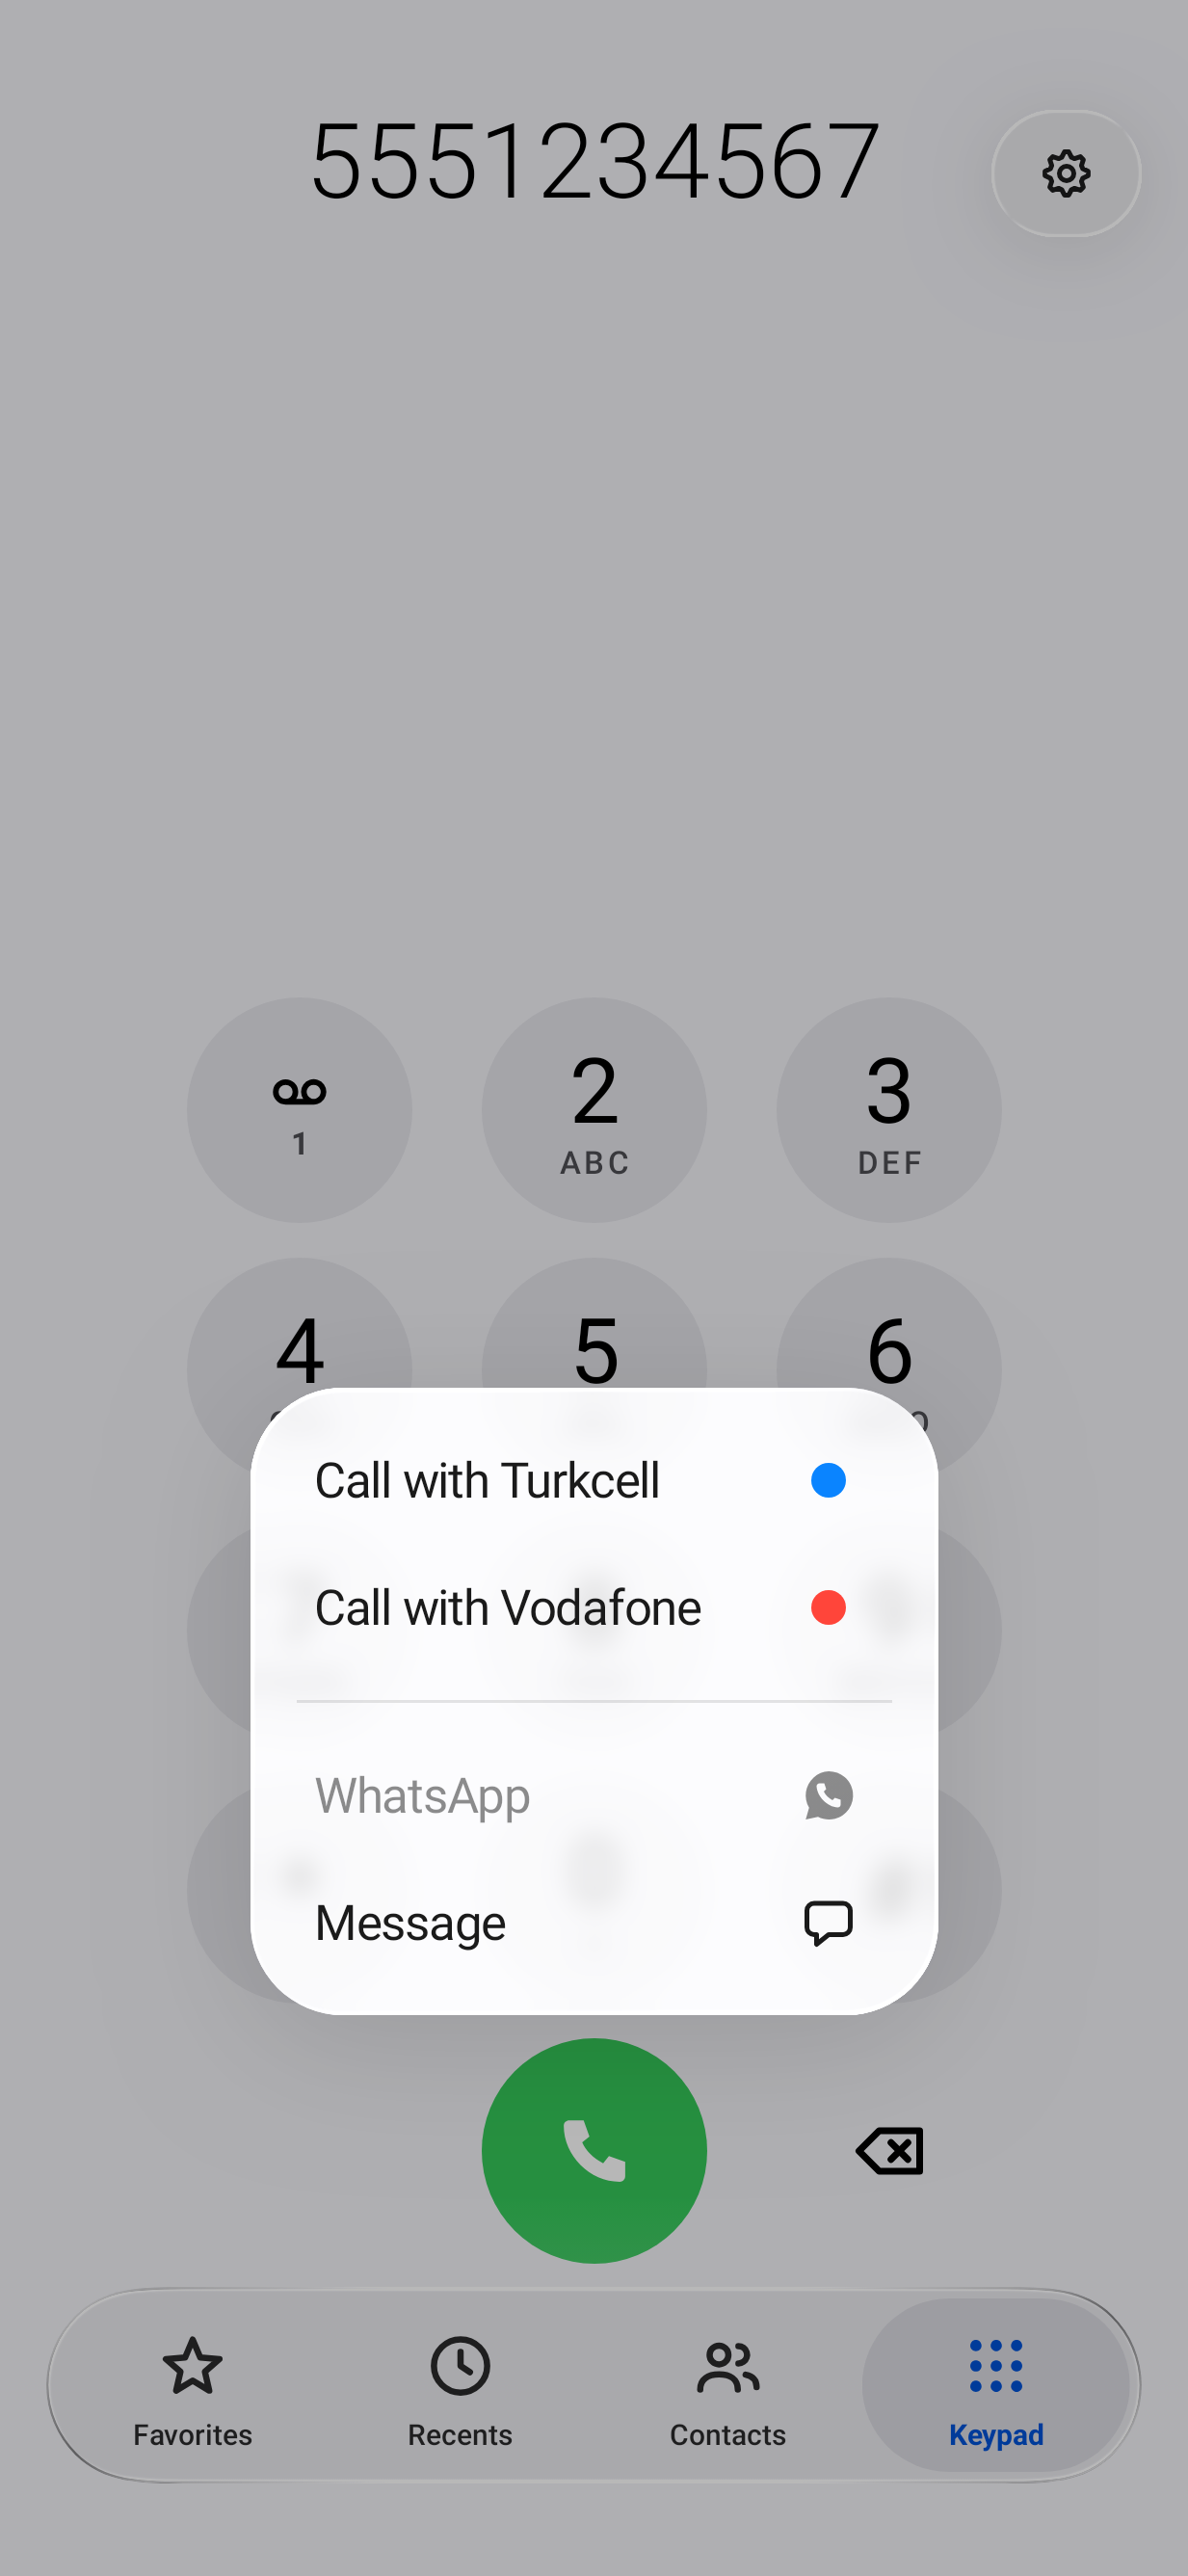 5551234567
1
2
ABC
3
DEF
4
5
6
Call with Turkcell
Call with Vodafone
WhatsApp
Message
Favorites
Recents
Contacts
Keypad